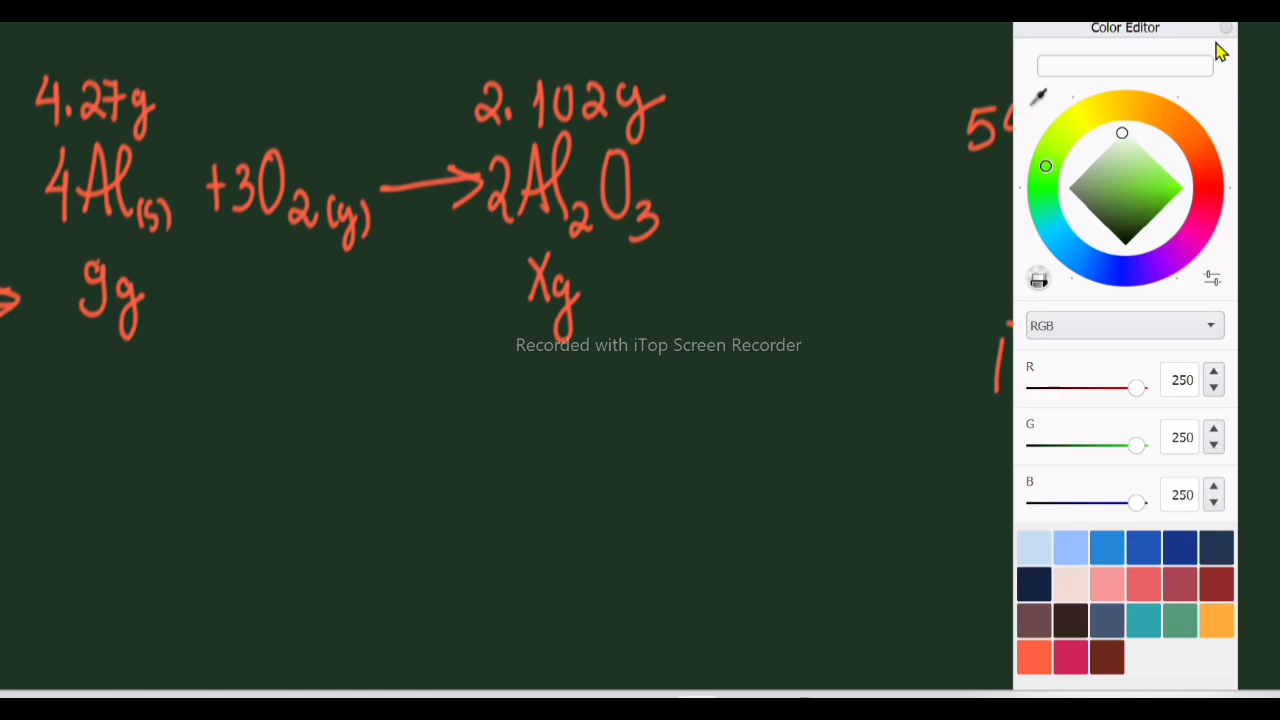 Color Editor
4.27g 2.102g
4Al(s) +3O2(g) → 2Al2O3
9g xg
Recorded with iTop Screen Recorder
RGB
R 250
G 250
B 250